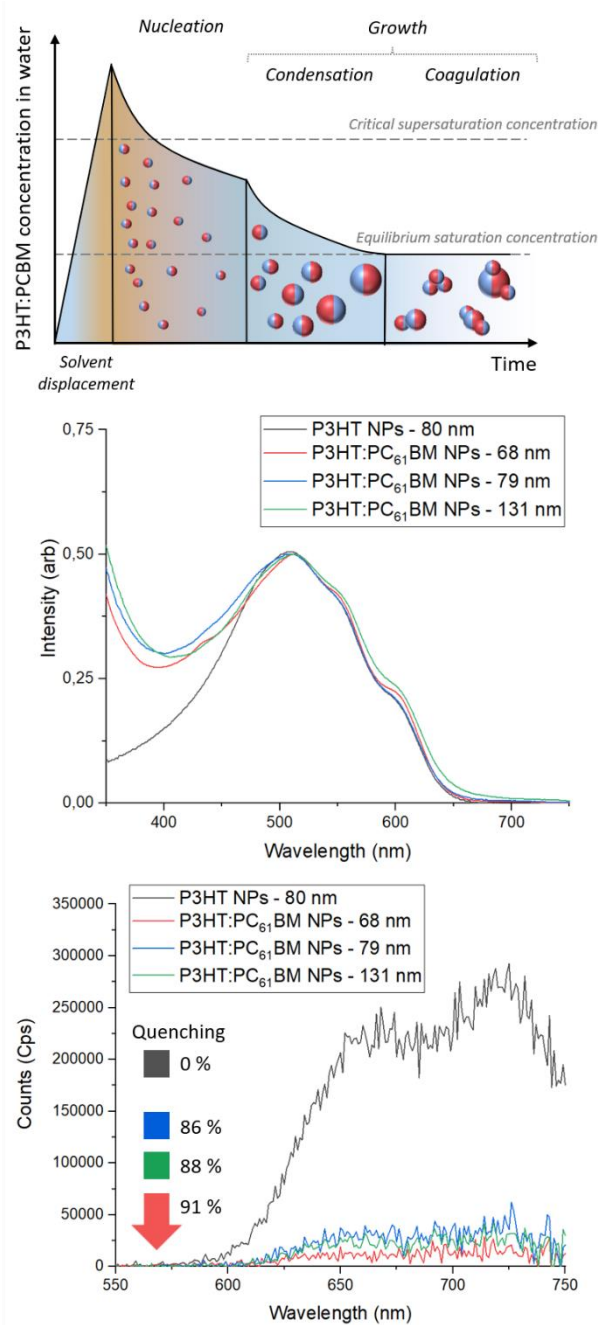 Nucleation
Growth
Condensation
Coagulation
P3HT:PCBM concentration in water
Critical supersaturation concentration
Equilibrium saturation concentration
Solvent
displacement
Time
0,75
0,50
0,25
0,00
Intensity (arb)
P3HT NPs - 80 nm
P3HT:PC₆₁BM NPs - 68 nm
P3HT:PC₆₁BM NPs - 79 nm
P3HT:PC₆₁BM NPs - 131 nm
400 500 600 700
Wavelength (nm)
P3HT NPs - 80 nm
P3HT:PC₆₁BM NPs - 68 nm
P3HT:PC₆₁BM NPs - 79 nm
P3HT:PC₆₁BM NPs - 131 nm
350000
300000
250000
200000
150000
100000
50000
0
Counts (Cps)
Quenching
0 %
86 %
88 %
91 %
550 600 650 700 750
Wavelength (nm)